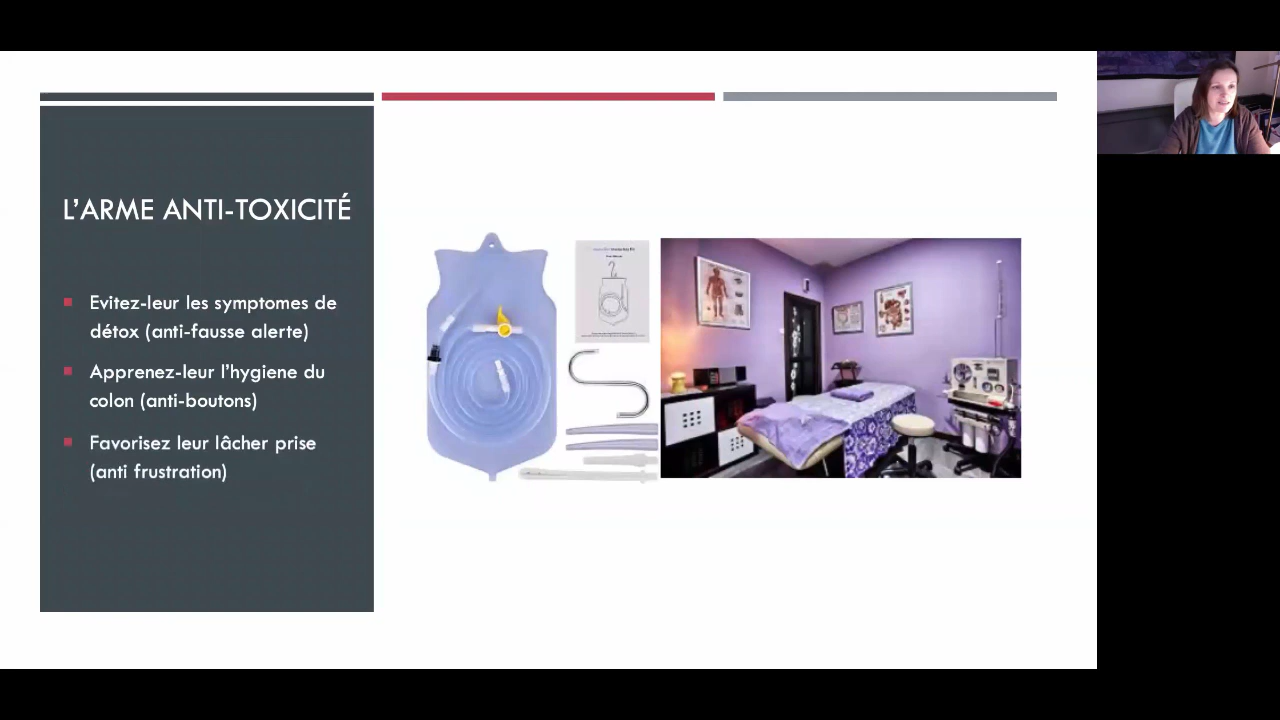 L'ARME ANTI-TOXICITÉ
Evitez-leur les symptomes de
détox (anti-fausse alerte)
Apprenez-leur l'hygiene du
colon (anti-boutons)
Favorisez leur lâcher prise
(anti frustration)